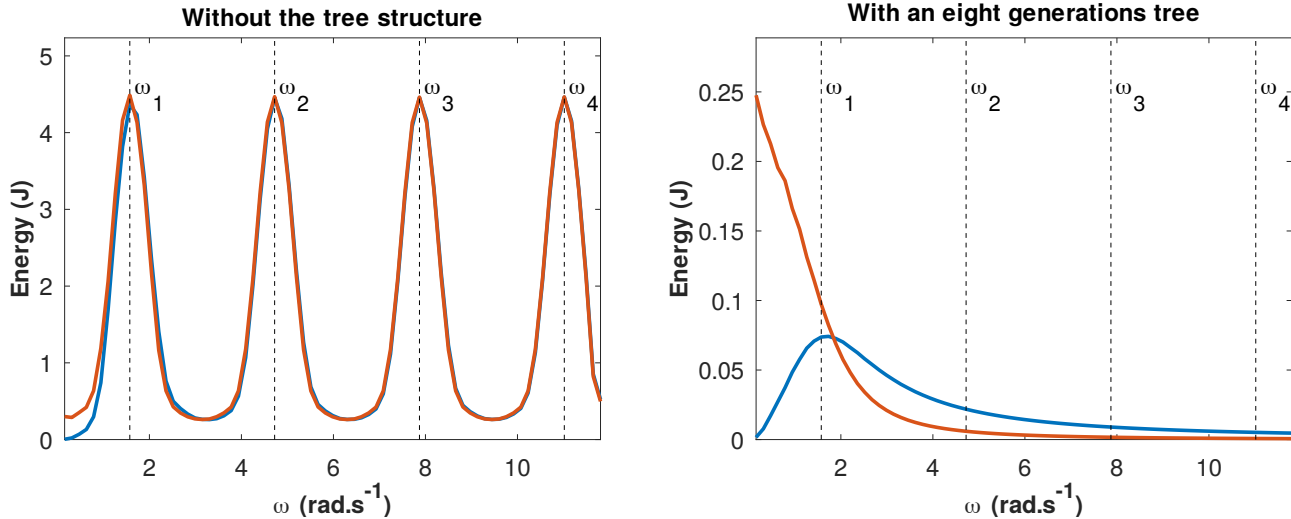 Without the tree structure
Energy (J)
5
4
3
2
1
0
ω1
ω2
ω3
ω4
2
4
6
8
10
ω (rad.s-1)
With an eight generations tree
Energy (J)
0.25
0.2
0.15
0.1
0.05
0
ω1
ω2
ω3
ω4
2
4
6
8
10
ω (rad.s-1)